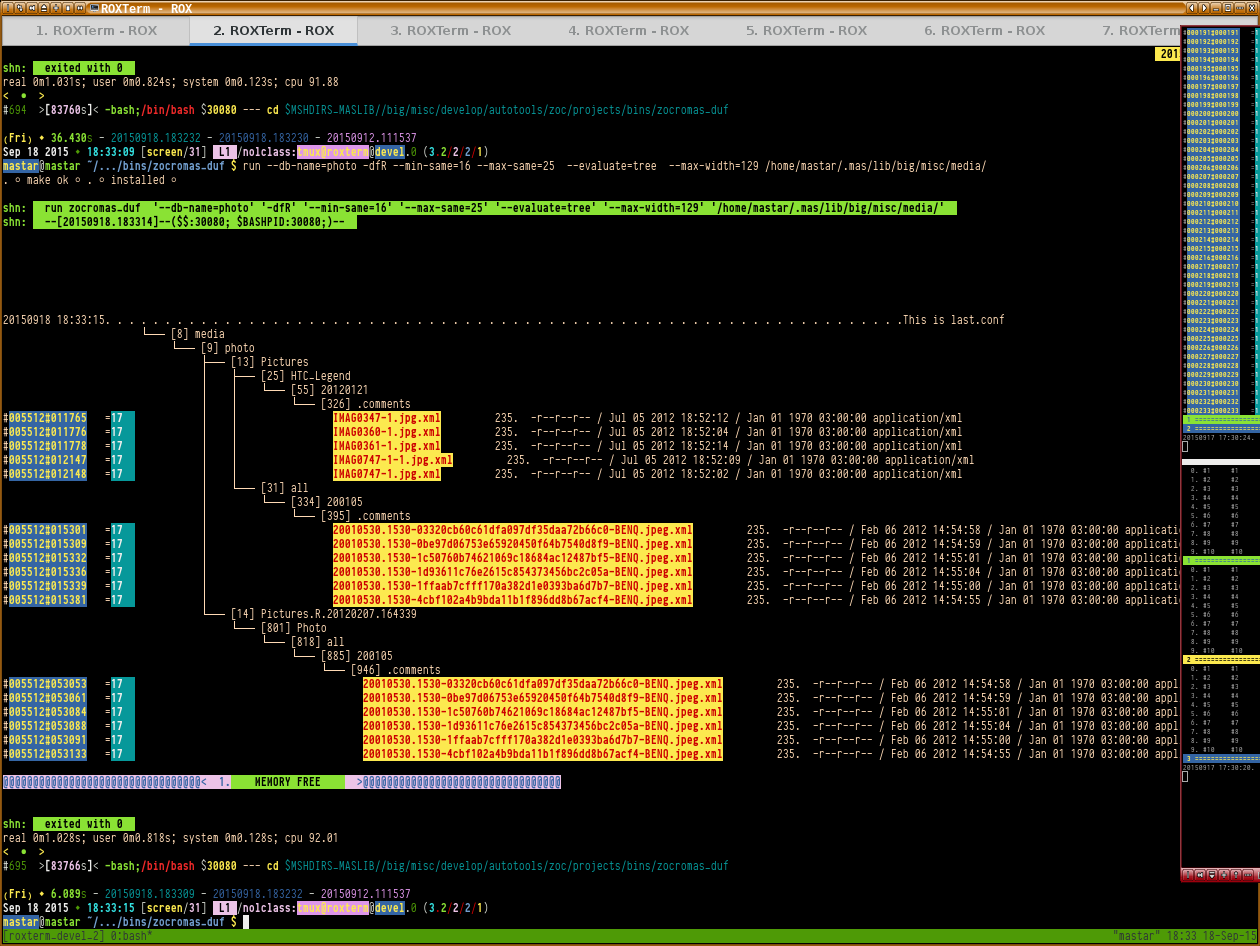 ROXTerm - ROX
1. ROXTerm - ROX
2. ROXTerm - ROX
3. ROXTerm - ROX
4. ROXTerm - ROX
5. ROXTerm - ROX
6. ROXTerm - ROX
7. ROXTerm
201
shn: exited with 0
real 0m1.031s; user 0m0.824s; system 0m0.123s; cpu 91.88
< • >
#694 >[83760s]< -bash;/bin/bash $30080 --- cd $MSHDIRS_MASLIB//big/misc/develop/autotools/zoc/projects/bins/zocromas_duf
(Fri) • 36.430s - 20150918.183232 - 20150918.183230 - 20150912.111537
Sep 18 2015 • 18:33:09 [screen/31] L1 /nolclass:tmux@roxterm@devel.0 (3.2/2/2/1)
mastar@mastar ~/.../bins/zocromas_duf $ run --db-name=photo -dfR --min-same=16 --max-same=25 --evaluate=tree --max-width=129 /home/mastar/.mas/lib/big/misc/media/
. ◦ make ok ◦ . ◦ installed ◦
shn: run zocromas_duf '--db-name=photo' '-dfR' '--min-same=16' '--max-same=25' '--evaluate=tree' '--max-width=129' '/home/mastar/.mas/lib/big/misc/media/'
shn: --[20150918.183314]--($$:30080; $BASHPID:30080;)--
20150918 18:33:15. . . . . . . . . . . . . . . . . . . . . . . . . . . . . . . . . . . . . . . . . . . . . . . . . . . . . . . . . . . . . . . . . . .This is last.conf
└── [8] media
└── [9] photo
├── [13] Pictures
├── [25] HTC_Legend
└── [55] 20120121
└── [326] .comments
#005512#011765 =17 IMAG0347-1.jpg.xml 235. -r--r--r-- / Jul 05 2012 18:52:12 / Jan 01 1970 03:00:00 application/xml
#005512#011776 =17 IMAG0360-1.jpg.xml 235. -r--r--r-- / Jul 05 2012 18:52:04 / Jan 01 1970 03:00:00 application/xml
#005512#011778 =17 IMAG0361-1.jpg.xml 235. -r--r--r-- / Jul 05 2012 18:52:14 / Jan 01 1970 03:00:00 application/xml
#005512#012147 =17 IMAG0747-1-1.jpg.xml 235. -r--r--r-- / Jul 05 2012 18:52:09 / Jan 01 1970 03:00:00 application/xml
#005512#012148 =17 IMAG0747-1.jpg.xml 235. -r--r--r-- / Jul 05 2012 18:52:02 / Jan 01 1970 03:00:00 application/xml
└── [31] all
└── [334] 200105
└── [395] .comments
#005512#015301 =17 20010530.1530-03320cb60c61dfa097df35daa72b66c0-BENQ.jpeg.xml 235. -r--r--r-- / Feb 06 2012 14:54:58 / Jan 01 1970 03:00:00 applicati
#005512#015309 =17 20010530.1530-0be97d06753e65920450f64b7540d8f9-BENQ.jpeg.xml 235. -r--r--r-- / Feb 06 2012 14:54:59 / Jan 01 1970 03:00:00 applicati
#005512#015332 =17 20010530.1530-1c50760b74621069c18684ac12487bf5-BENQ.jpeg.xml 235. -r--r--r-- / Feb 06 2012 14:55:01 / Jan 01 1970 03:00:00 applicati
#005512#015336 =17 20010530.1530-1d93611c76e2615c854373456bc2c05a-BENQ.jpeg.xml 235. -r--r--r-- / Feb 06 2012 14:55:04 / Jan 01 1970 03:00:00 applicati
#005512#015339 =17 20010530.1530-1ffaab7cfff170a382d1e0393ba6d7b7-BENQ.jpeg.xml 235. -r--r--r-- / Feb 06 2012 14:55:00 / Jan 01 1970 03:00:00 applicati
#005512#015381 =17 20010530.1530-4cbf102a4b9bda11b1f896dd8b67acf4-BENQ.jpeg.xml 235. -r--r--r-- / Feb 06 2012 14:54:55 / Jan 01 1970 03:00:00 applicati
└── [14] Pictures.R.20120207.164339
└── [801] Photo
└── [818] all
└── [885] 200105
└── [946] .comments
#005512#053053 =17 20010530.1530-03320cb60c61dfa097df35daa72b66c0-BENQ.jpeg.xml 235. -r--r--r-- / Feb 06 2012 14:54:58 / Jan 01 1970 03:00:00 appl
#005512#053061 =17 20010530.1530-0be97d06753e65920450f64b7540d8f9-BENQ.jpeg.xml 235. -r--r--r-- / Feb 06 2012 14:54:59 / Jan 01 1970 03:00:00 appl
#005512#053084 =17 20010530.1530-1c50760b74621069c18684ac12487bf5-BENQ.jpeg.xml 235. -r--r--r-- / Feb 06 2012 14:55:01 / Jan 01 1970 03:00:00 appl
#005512#053088 =17 20010530.1530-1d93611c76e2615c854373456bc2c05a-BENQ.jpeg.xml 235. -r--r--r-- / Feb 06 2012 14:55:04 / Jan 01 1970 03:00:00 appl
#005512#053091 =17 20010530.1530-1ffaab7cfff170a382d1e0393ba6d7b7-BENQ.jpeg.xml 235. -r--r--r-- / Feb 06 2012 14:55:00 / Jan 01 1970 03:00:00 appl
#005512#053133 =17 20010530.1530-4cbf102a4b9bda11b1f896dd8b67acf4-BENQ.jpeg.xml 235. -r--r--r-- / Feb 06 2012 14:54:55 / Jan 01 1970 03:00:00 appl
@@@@@@@@@@@@@@@@@@@@@@@@@@@@@@@@@< 1. MEMORY FREE >@@@@@@@@@@@@@@@@@@@@@@@@@@@@@@@@@
shn: exited with 0
real 0m1.028s; user 0m0.818s; system 0m0.128s; cpu 92.01
< • >
#695 >[83766s]< -bash;/bin/bash $30080 --- cd $MSHDIRS_MASLIB//big/misc/develop/autotools/zoc/projects/bins/zocromas_duf
(Fri) • 6.089s - 20150918.183309 - 20150918.183232 - 20150912.111537
Sep 18 2015 • 18:33:15 [screen/31] L1 /nolclass:tmux@roxterm@devel.0 (3.2/2/2/1)
mastar@mastar ~/.../bins/zocromas_duf $
[roxterm_devel_2] 0:bash*
"mastar" 18:33 18-Sep-15